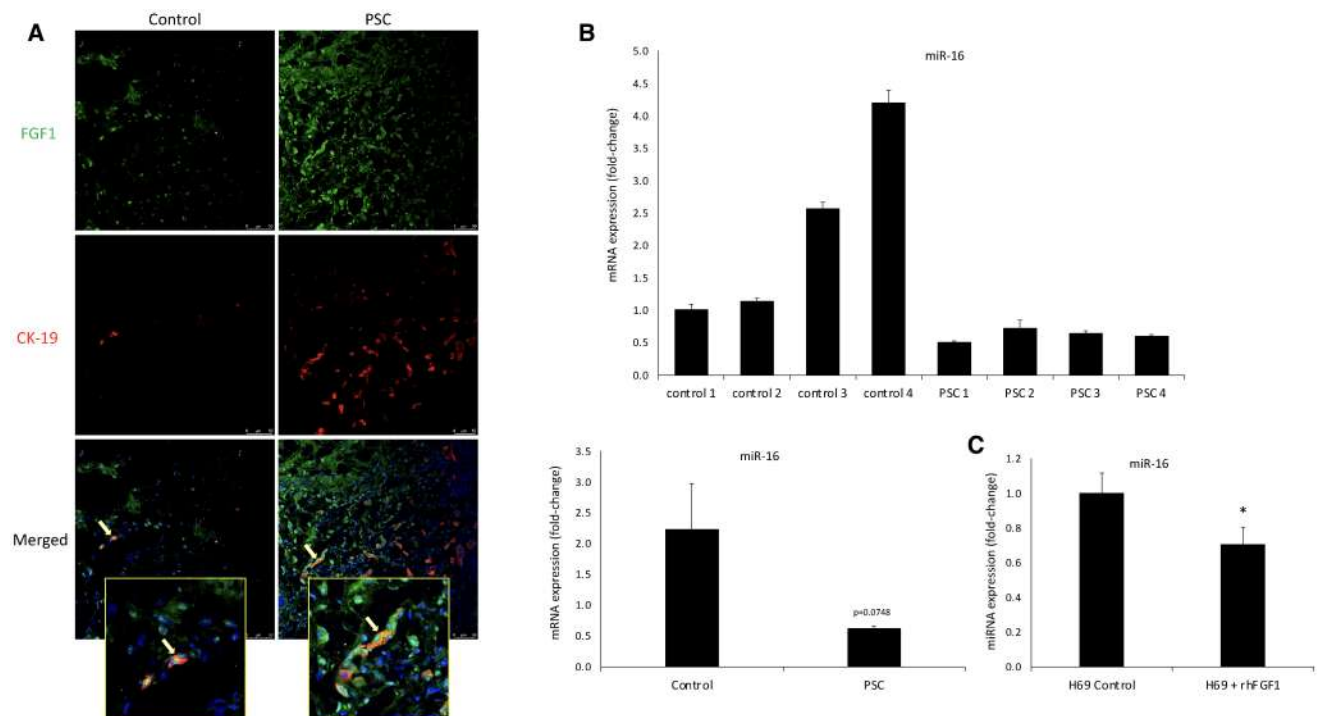 A
Control PSC
FGF1
CK-19
Merged
B
miR-16
mRNA expression (fold-change)
5.0
4.5
4.0
3.5
3.0
2.5
2.0
1.5
1.0
0.5
0.0
control 1 control 2 control 3 control 4 PSC 1 PSC 2 PSC 3 PSC 4
miR-16
mRNA expression (fold-change)
3.5
3.0
2.5
2.0
1.5
1.0
0.5
0.0
p=0.0748
Control PSC
C
miR-16
miRNA expression (fold-change)
1.2
1.0
0.8
0.6
0.4
0.2
0.0
*
H69 Control H69 + rhFGF1